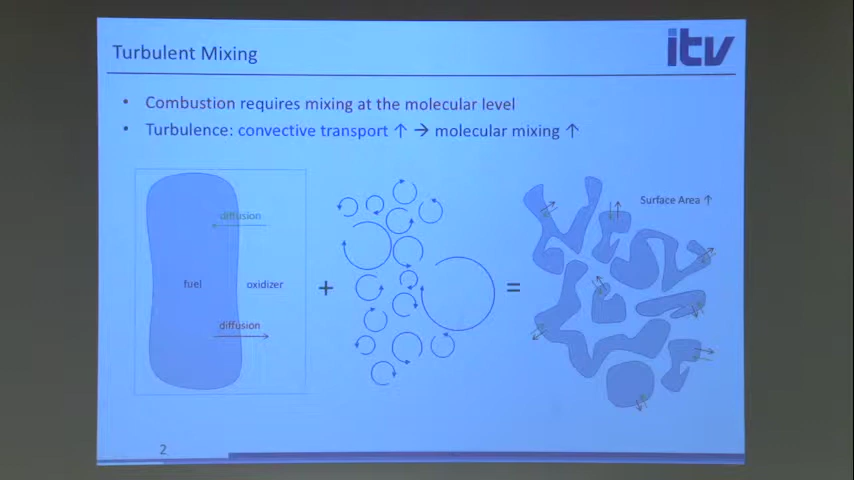 Turbulent Mixing
itv
• Combustion requires mixing at the molecular level
• Turbulence: convective transport ↑ → molecular mixing ↑
diffusion
fuel
oxidizer
diffusion
+
=
Surface Area ↑
2